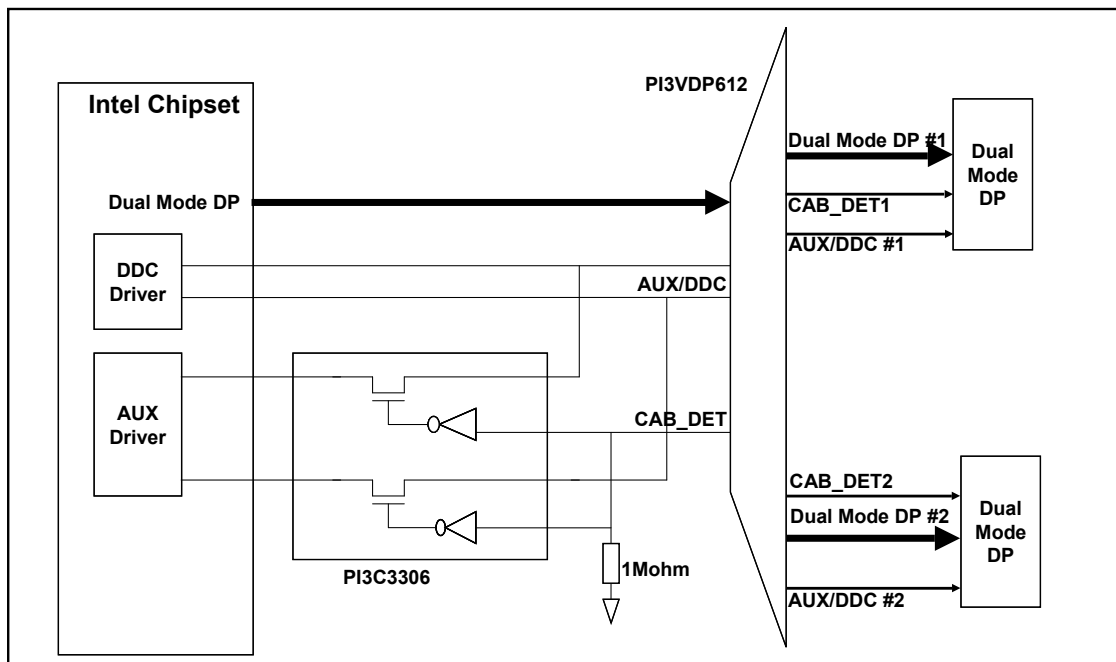 Intel Chipset
Dual Mode DP
DDC
Driver
AUX
Driver
PI3C3306
AUX/DDC
CAB_DET
1Mohm
PI3VDP612
Dual Mode DP #1
CAB_DET1
AUX/DDC #1
Dual
Mode
DP
CAB_DET2
Dual Mode DP #2
AUX/DDC #2
Dual
Mode
DP